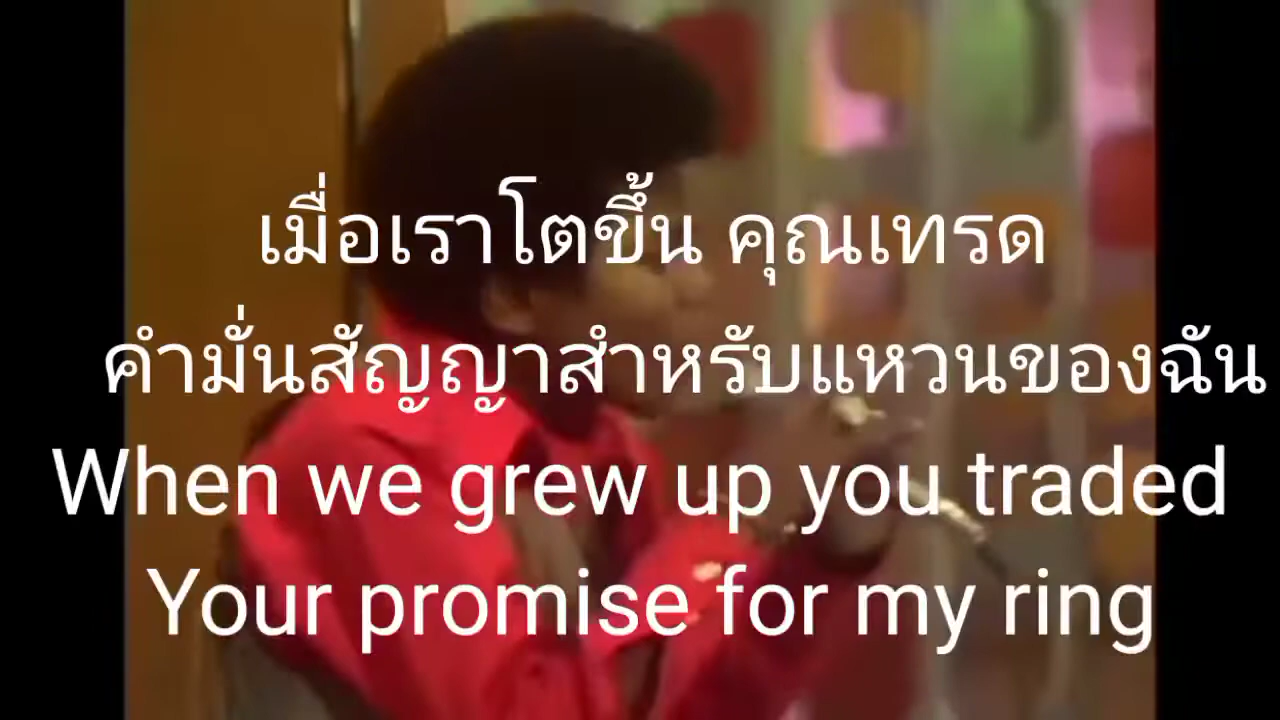 เมื่อเราโตขึ้น คุณเทรด
คำมั่นสัญญาสำหรับแหวนของฉัน
When we grew up you traded
Your promise for my ring